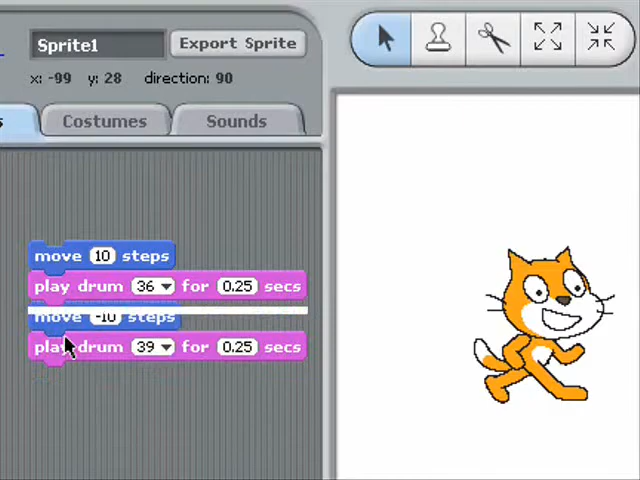 Sprite1 Export Sprite
x: -99 y: 28 direction: 90
Costumes Sounds
move 10 steps
play drum 36 for 0.25 secs
move -10 steps
play drum 39 for 0.25 secs